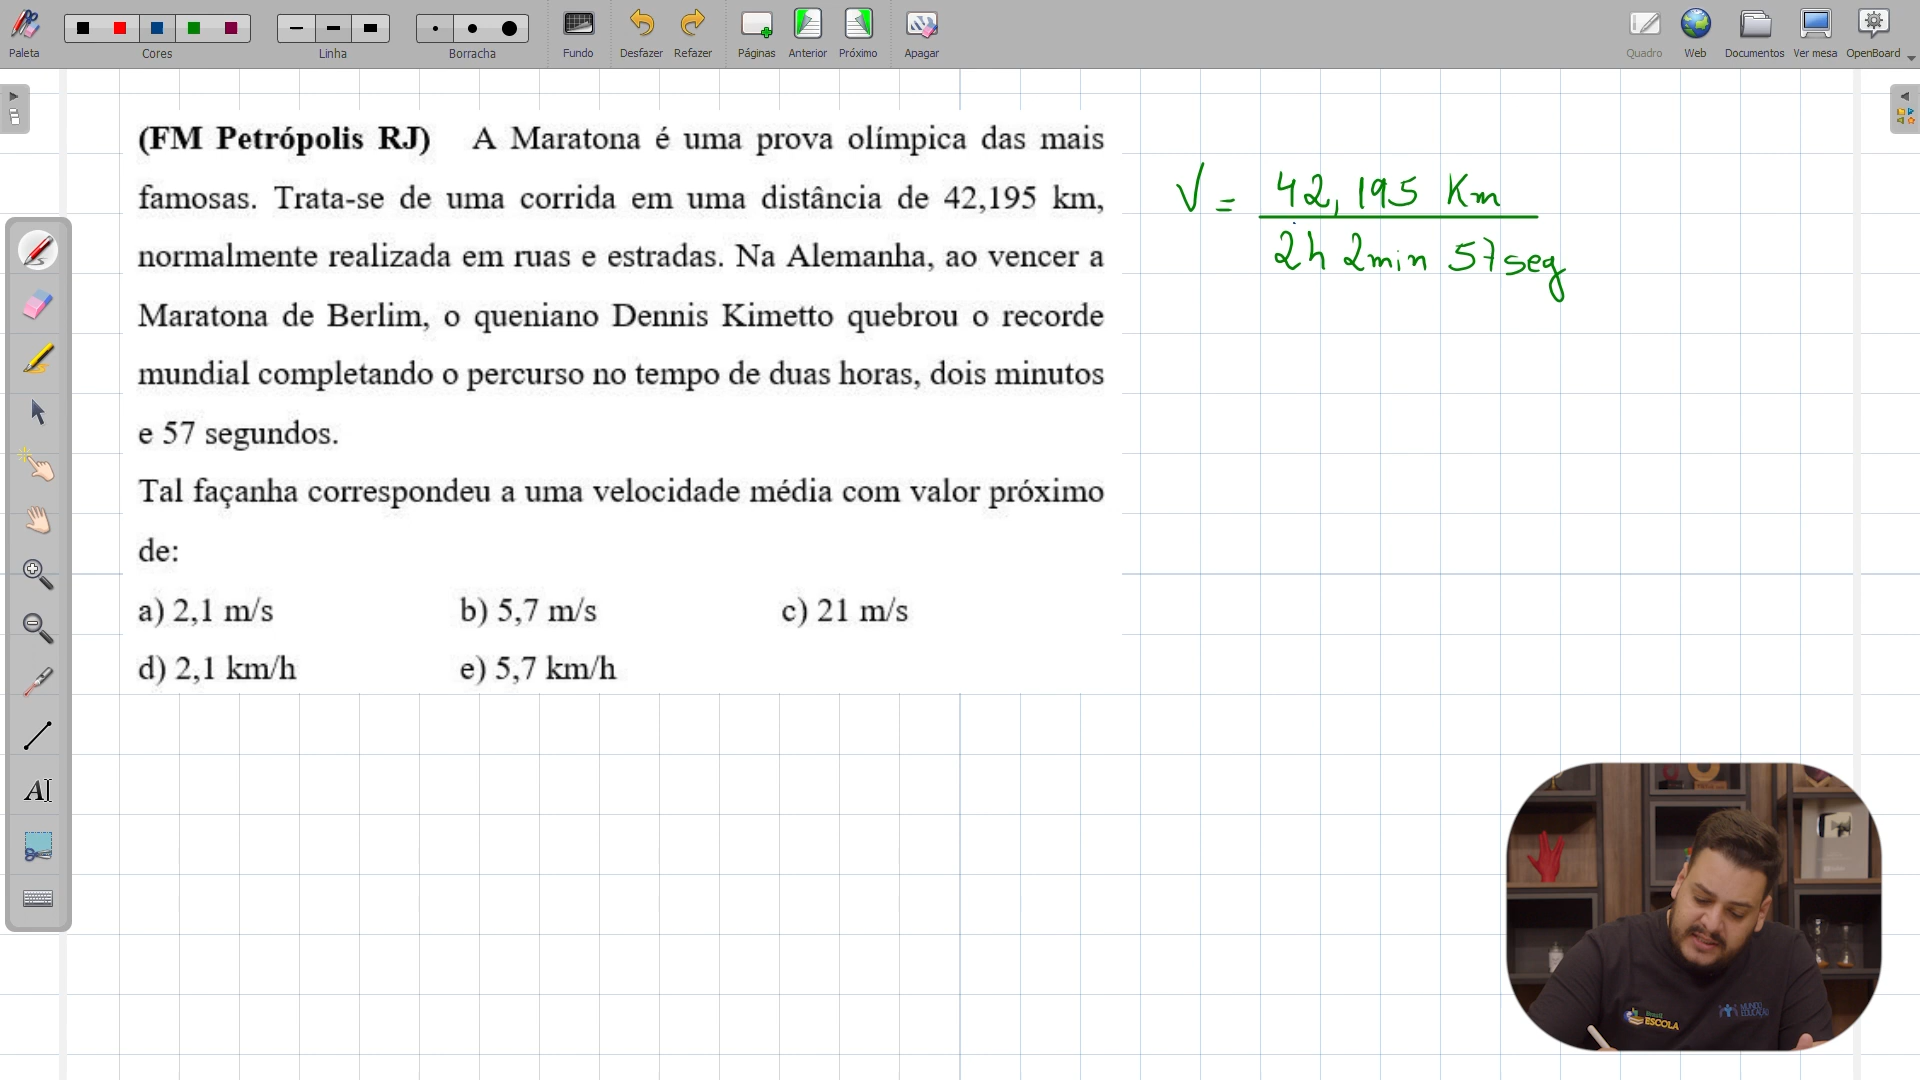 Paleta
Cores
Linha
Borracha
Fundo
Desfazer
Refazer
Páginas
Anterior
Próximo
Apagar
Quadro
Web
Documentos
Ver mesa
OpenBoard
(FM Petrópolis RJ) A Maratona é uma prova olímpica das mais
famosas. Trata-se de uma corrida em uma distância de 42,195 km,
normalmente realizada em ruas e estradas. Na Alemanha, ao vencer a
Maratona de Berlim, o queniano Dennis Kimetto quebrou o recorde
mundial completando o percurso no tempo de duas horas, dois minutos
e 57 segundos.
Tal façanha correspondeu a uma velocidade média com valor próximo
de:
a) 2,1 m/s b) 5,7 m/s c) 21 m/s
d) 2,1 km/h e) 5,7 km/h
V = 42,195 Km
2h 2min 57seg
AI
Brasil
ESCOLA
MUNDO
EDUCAÇÃO